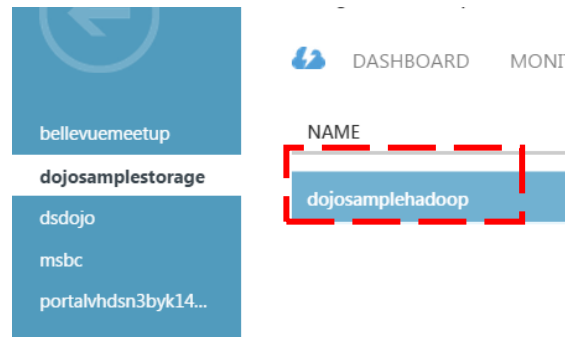 DASHBOARD
NAME
bellevuemeetup
dojosamplestorage
dsdojo
msbc
portalvhdsn3byk14...
dojosamplehadoop